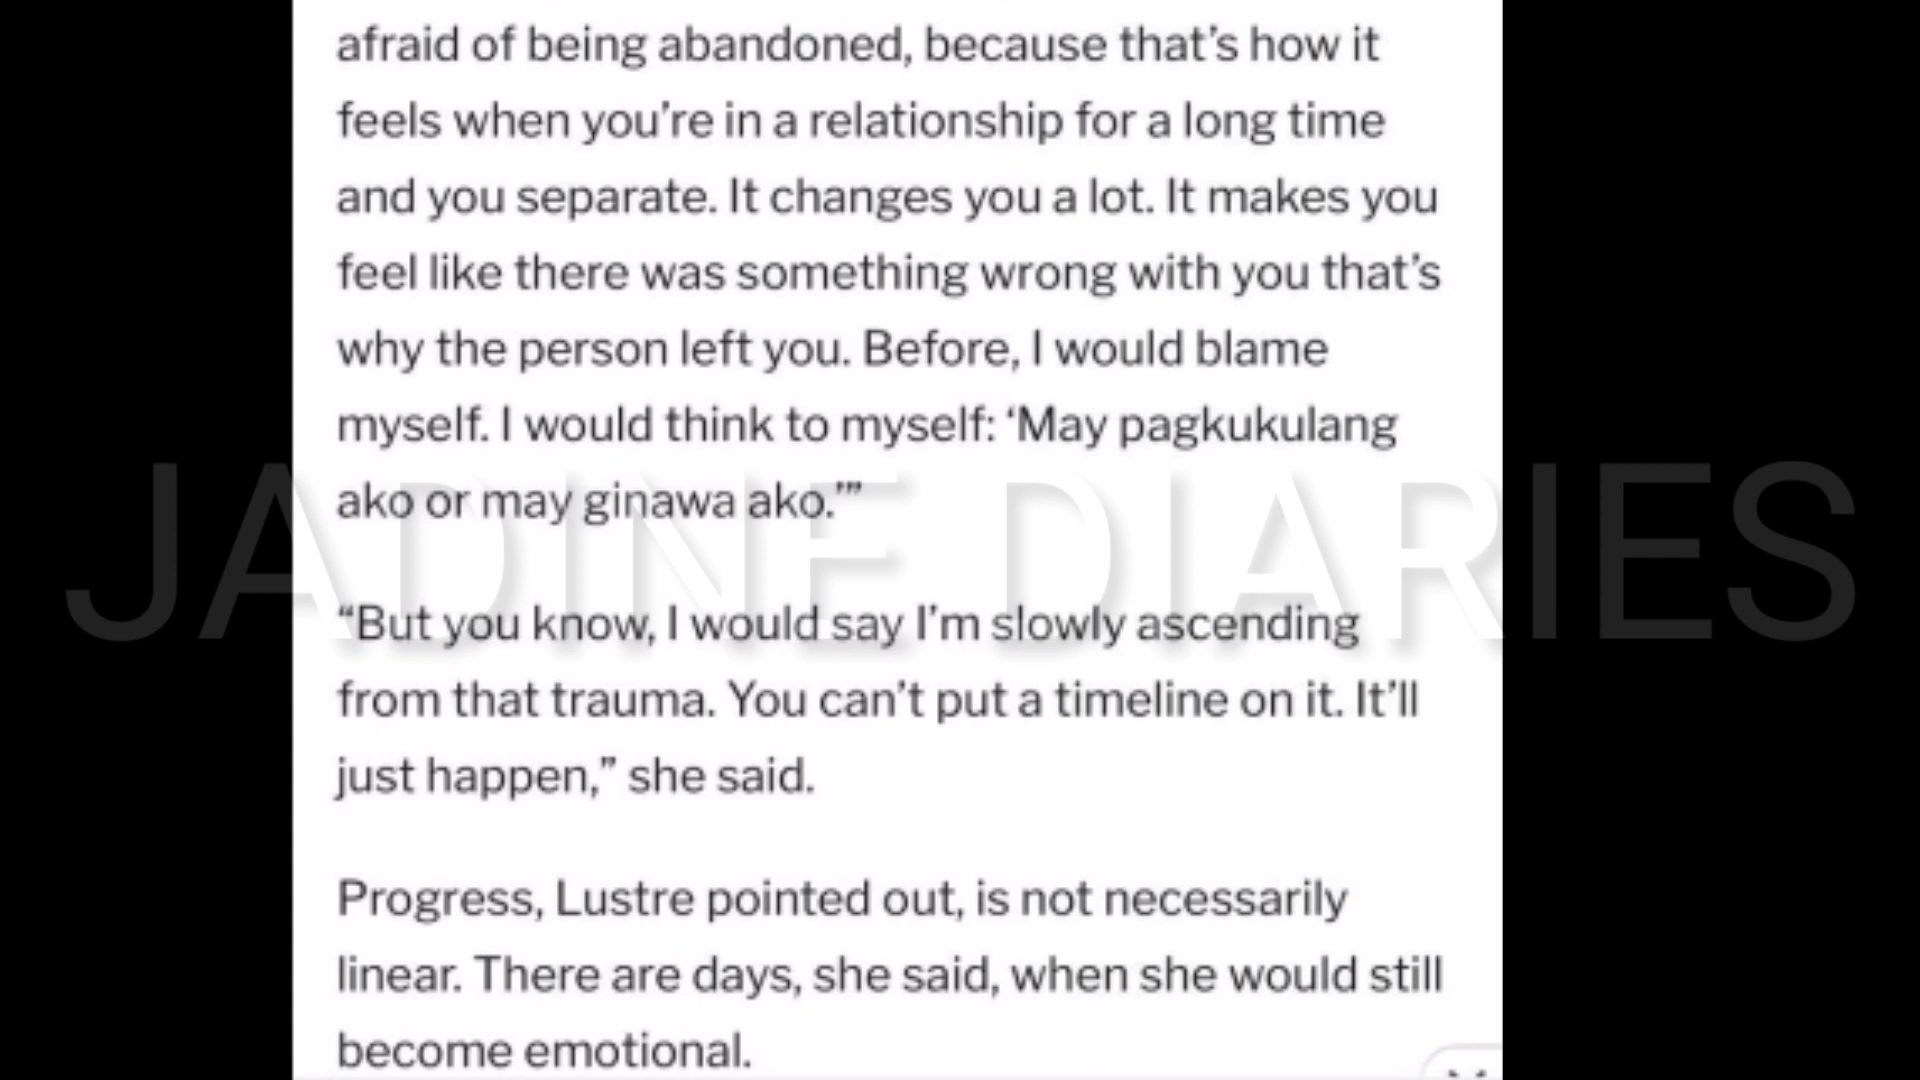 afraid of being abandoned, because that’s how it
feels when you’re in a relationship for a long time
and you separate. It changes you a lot. It makes you
feel like there was something wrong with you that’s
why the person left you. Before, I would blame
myself. I would think to myself: ‘May pagkukulang
ako or may ginawa ako.’”
JADINE DIARIES
“But you know, I would say I’m slowly ascending
from that trauma. You can’t put a timeline on it. It’ll
just happen,” she said.
Progress, Lustre pointed out, is not necessarily
linear. There are days, she said, when she would still
become emotional.